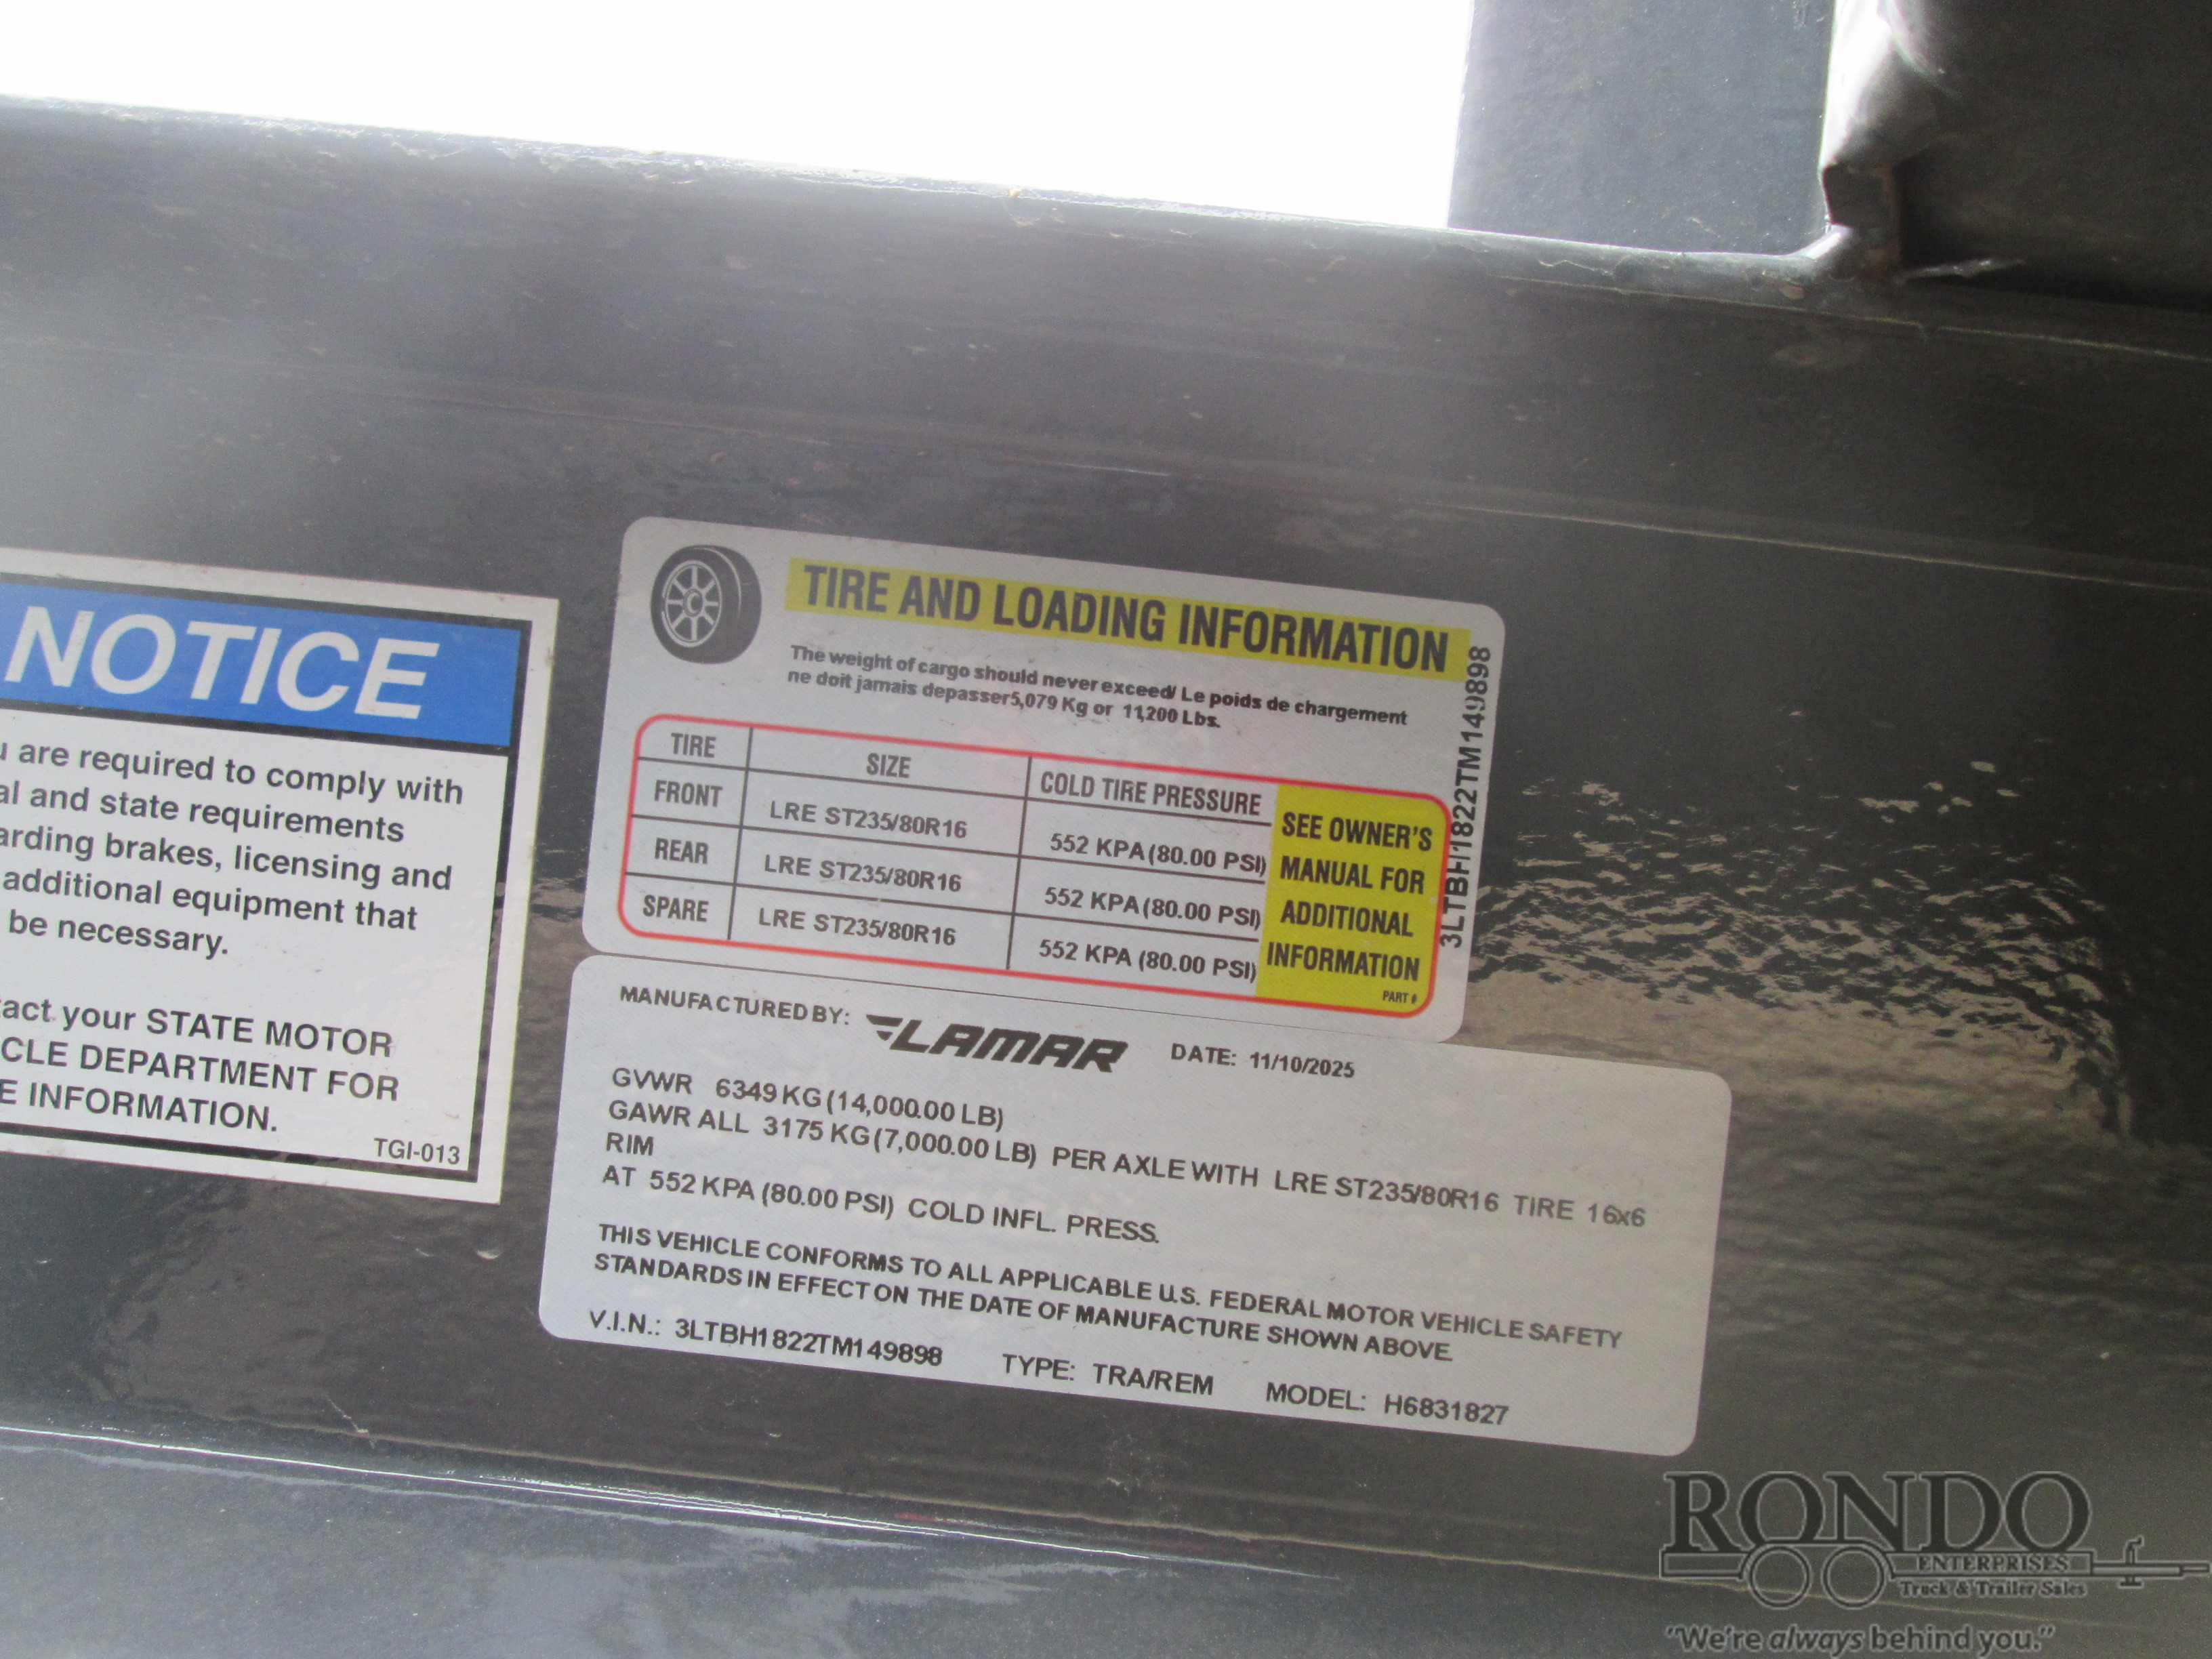 NOTICE
are required to comply with
and state requirements
brakes, licensing and
additional equipment that
be necessary.
your STATE MOTOR
DEPARTMENT FOR
INFORMATION.
TGI-013
TIRE AND LOADING INFORMATION
The weight of cargo should never exceed/ Le poids de chargement
ne doit jamais depasser5,079 Kg or 11,200 Lbs.
TIRE SIZE COLD TIRE PRESSURE
FRONT LRE ST235/80R16 552 KPA (80.00 PSI)
REAR LRE ST235/80R16 552 KPA (80.00 PSI)
SPARE LRE ST235/80R16 552 KPA (80.00 PSI)
SEE OWNER'S
MANUAL FOR
ADDITIONAL
INFORMATION
PART #
3LTBH1822TM149898
MANUFACTURED BY: LAMAR DATE: 11/10/2025
GVWR 6349 KG (14,000.00 LB)
GAWR ALL 3175 KG (7,000.00 LB) PER AXLE WITH LRE ST235/80R16 TIRE 16x6
RIM
AT 552 KPA (80.00 PSI) COLD INFL. PRESS.
THIS VEHICLE CONFORMS TO ALL APPLICABLE U.S. FEDERAL MOTOR VEHICLE SAFETY
STANDARDS IN EFFECT ON THE DATE OF MANUFACTURE SHOWN ABOVE.
V.I.N.: 3LTBH1822TM149898 TYPE: TRA/REM MODEL: H6831827
RONDO
ENTERPRISES
Truck & Trailer Sales
"We're always behind you."